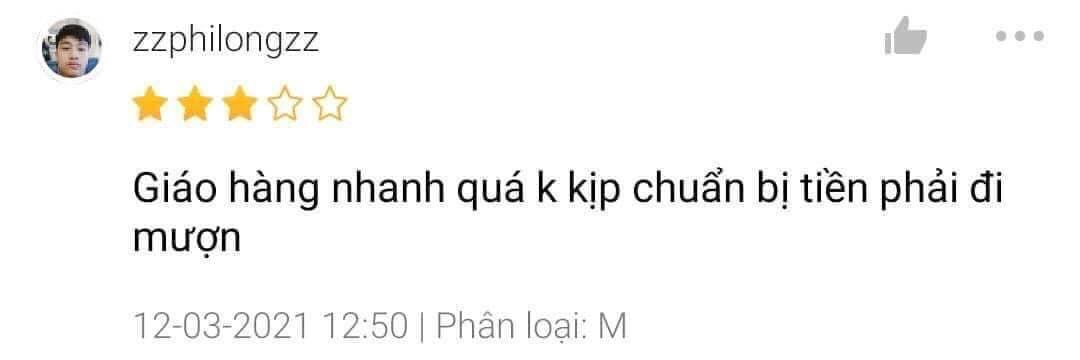 zzphilongzz
Giáo hàng nhanh quá k kịp chuẩn bị tiền phải đi
mượn
12-03-2021 12:50 | Phân loại: M